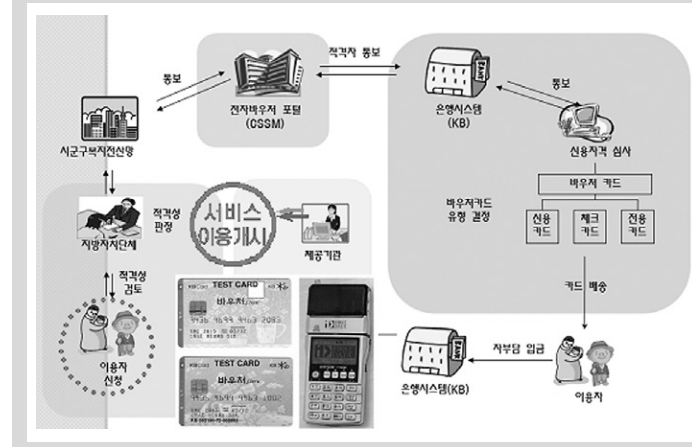 적격자 통보
통보
전자바우저 포털
(CSSM)
은행시스템
(KB)
통보
시군구복지전산망
신용자격 심사
바우저 카드
바우저카드
유형 결정
신용
카드
체크
카드
전용
카드
적격성
판정
지방자치단체
서비스
이용개시
제공기관
적격성
검토
이용자
신청
TEST CARD
바우저
TEST CARD
바우저
카드 배송
자부담 입금
은행시스템(KB)
이용자